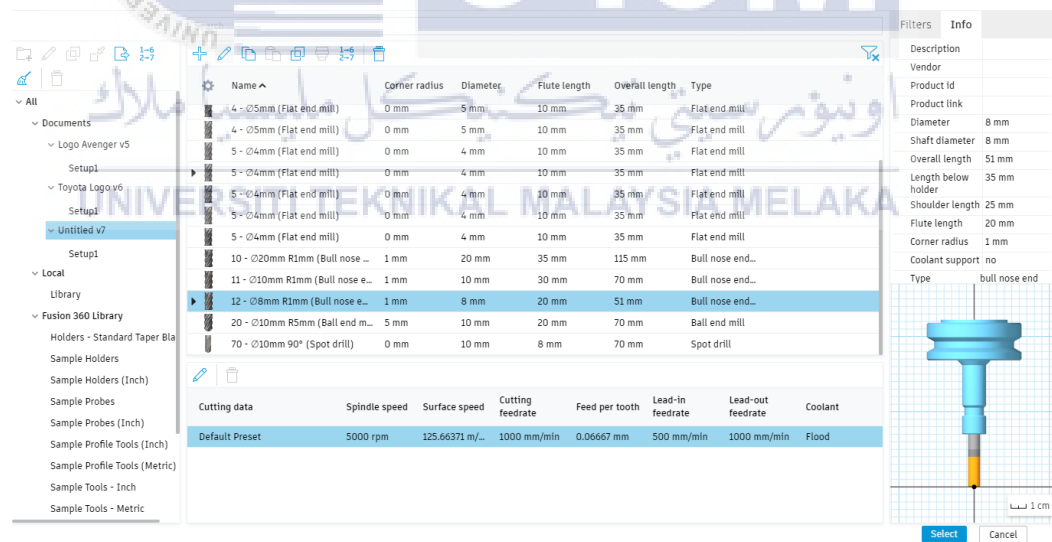 Search
Filters Info
UNIVERSITI TEKNIKAL MALAYSIA MELAKA
اونيورسيتي تيكنيكل مليسيا ملاك
All
Documents
Logo Avenger v5
Setup1
Toyota Logo v6
Setup1
Untitled v7
Setup1
Local
Library
Fusion 360 Library
Holders - Standard Taper Bla
Sample Holders
Sample Holders (Inch)
Sample Probes
Sample Probes (Inch)
Sample Profile Tools (Inch)
Sample Profile Tools (Metric)
Sample Tools - Inch
Sample Tools - Metric
Name Corner radius Diameter Flute length Overall length Type
4 - Ø5mm (Flat end mill) 0 mm 5 mm 10 mm 35 mm Flat end mill
4 - Ø5mm (Flat end mill) 0 mm 5 mm 10 mm 35 mm Flat end mill
5 - Ø4mm (Flat end mill) 0 mm 4 mm 10 mm 35 mm Flat end mill
5 - Ø4mm (Flat end mill) 0 mm 4 mm 10 mm 35 mm Flat end mill
5 - Ø4mm (Flat end mill) 0 mm 4 mm 10 mm 35 mm Flat end mill
5 - Ø4mm (Flat end mill) 0 mm 4 mm 10 mm 35 mm Flat end mill
5 - Ø4mm (Flat end mill) 0 mm 4 mm 10 mm 35 mm Flat end mill
10 - Ø20mm R1mm (Bull nose ... 1 mm 20 mm 35 mm 115 mm Bull nose end...
11 - Ø10mm R1mm (Bull nose e... 1 mm 10 mm 30 mm 70 mm Bull nose end...
12 - Ø8mm R1mm (Bull nose e... 1 mm 8 mm 20 mm 51 mm Bull nose end...
20 - Ø10mm R5mm (Ball end m... 5 mm 10 mm 20 mm 70 mm Ball end mill
70 - Ø10mm 90° (Spot drill) 0 mm 10 mm 8 mm 70 mm Spot drill
Cutting data Spindle speed Surface speed Cutting feedrate Feed per tooth Lead-in feedrate Lead-out feedrate Coolant
Default Preset 5000 rpm 125.66371 m/... 1000 mm/min 0.06667 mm 500 mm/min 1000 mm/min Flood
Description
Vendor
Product id
Product link
Diameter 8 mm
Shaft diameter 8 mm
Overall length 51 mm
Length below holder 35 mm
Shoulder length 25 mm
Flute length 20 mm
Corner radius 1 mm
Coolant support no
Type bull nose end
1 cm
Select Cancel